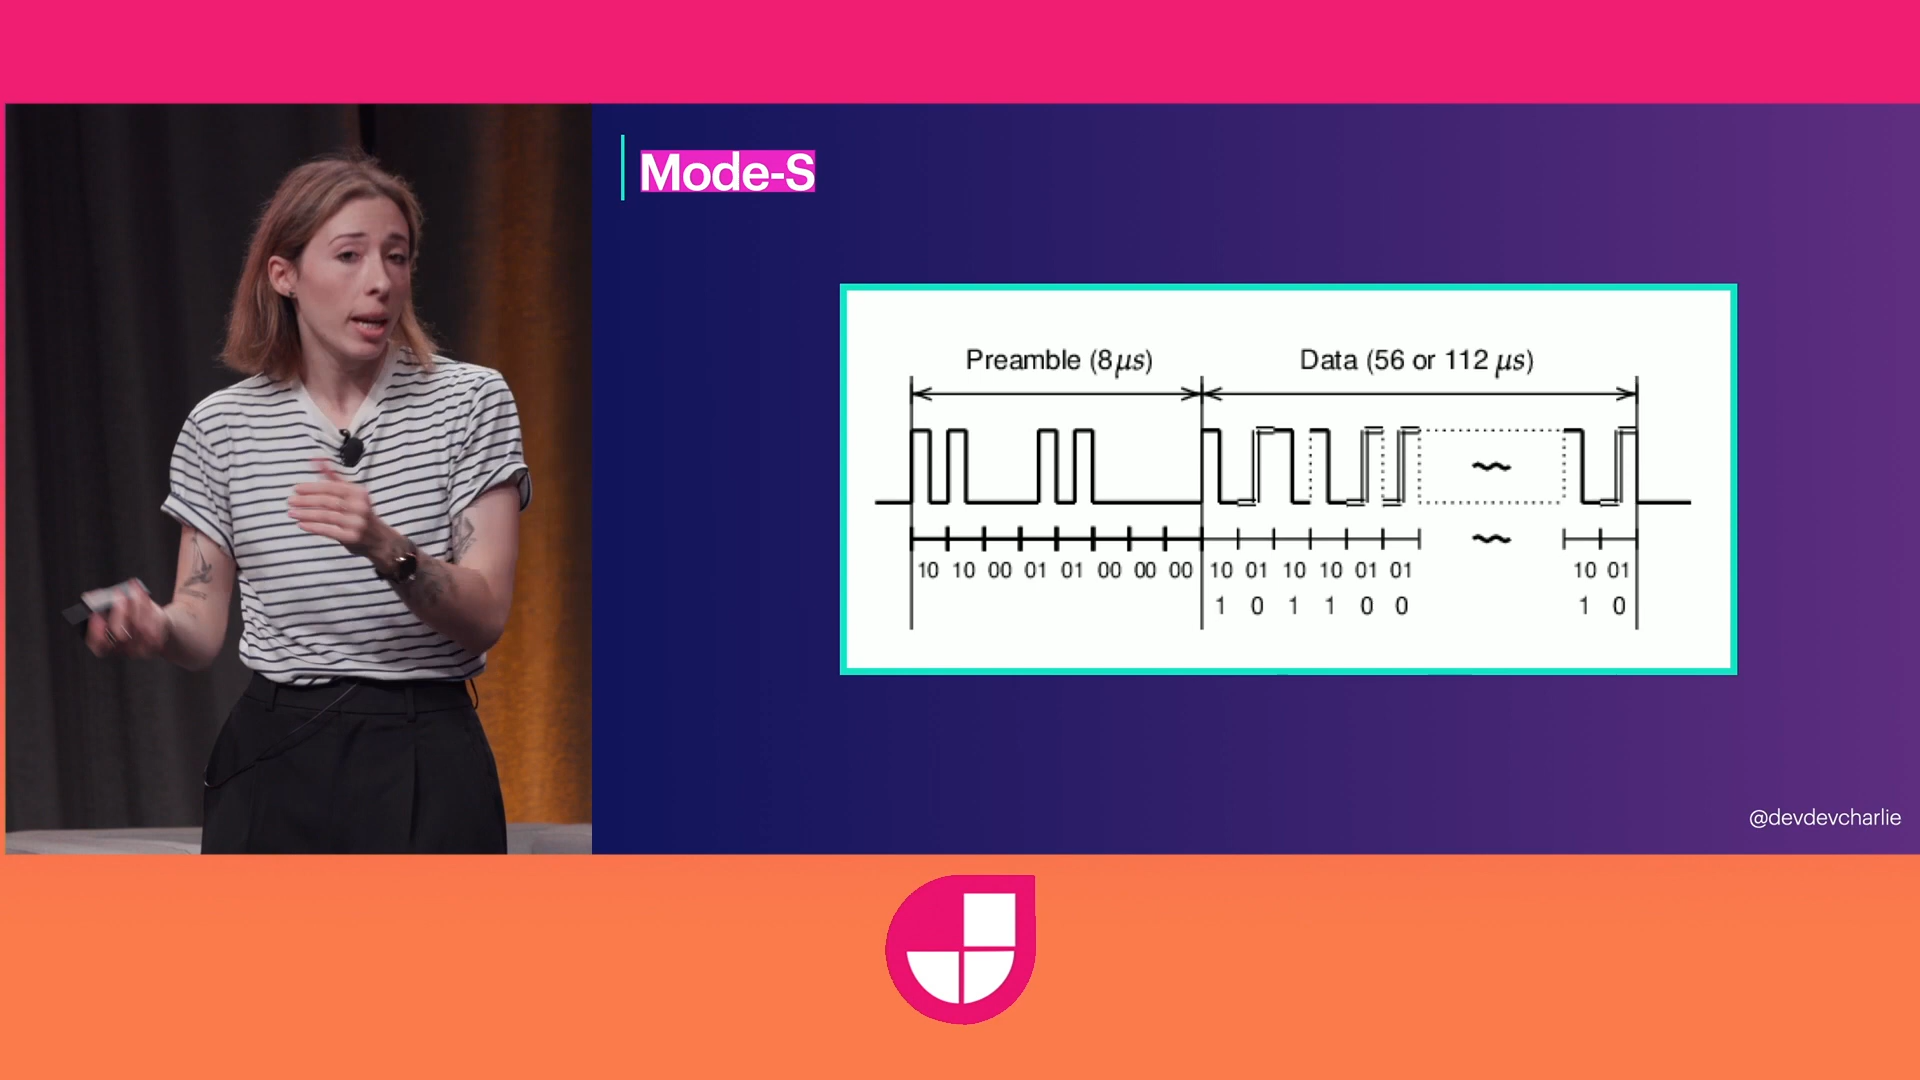 Mode-S
Preamble (8μs) Data (56 or 112 μs)
10 10 00 01 01 00 00 00 10 01 10 10 01 01 10 01
1 0 1 1 0 0 1 0
@devdevcharlie